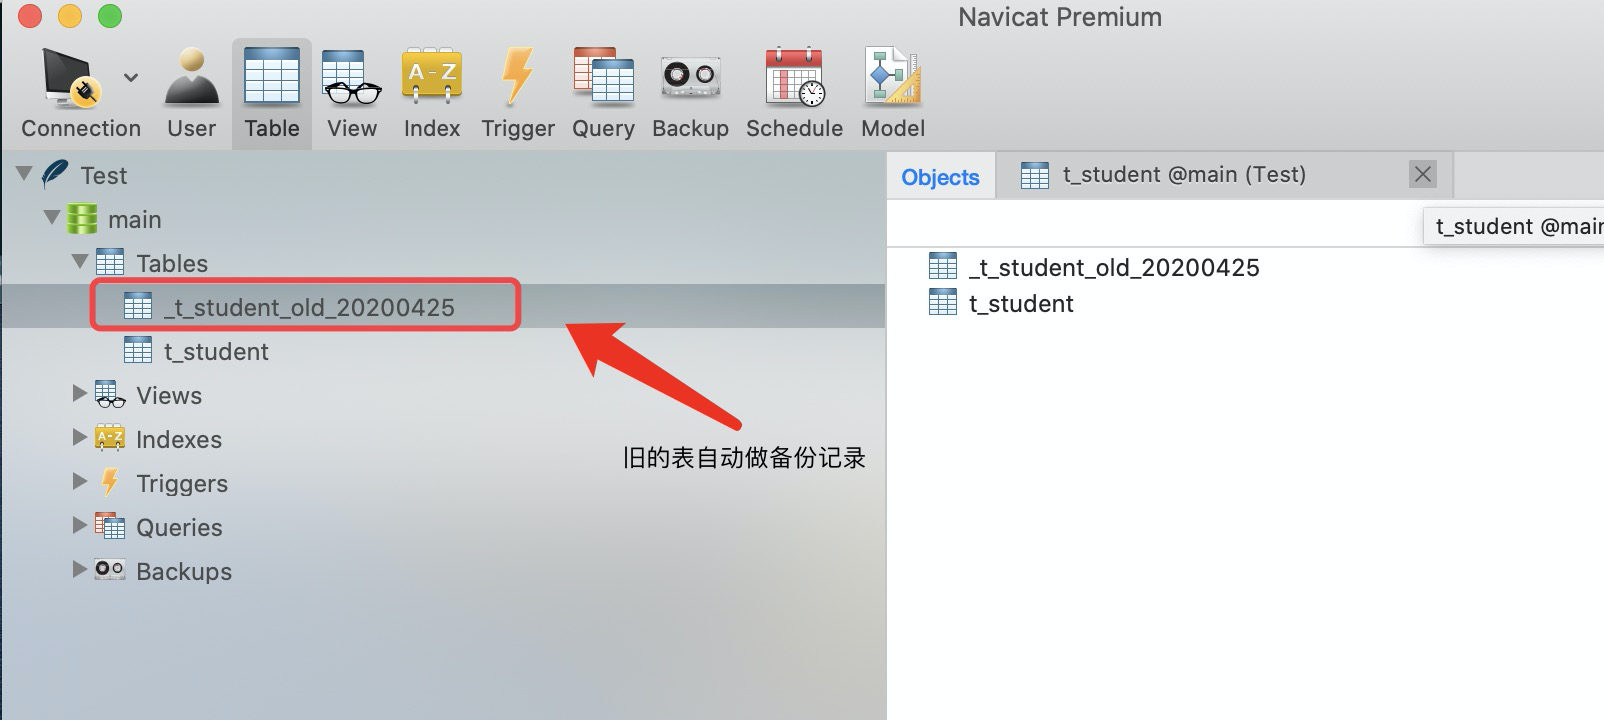 Navicat Premium
Connection User Table View Index Trigger Query Backup Schedule Model
Test
main
Tables
_t_student_old_20200425
t_student
Views
Indexes
Triggers
Queries
Backups
旧的表自动做备份记录
Objects t_student @main (Test)
t_student @main
_t_student_old_20200425
t_student